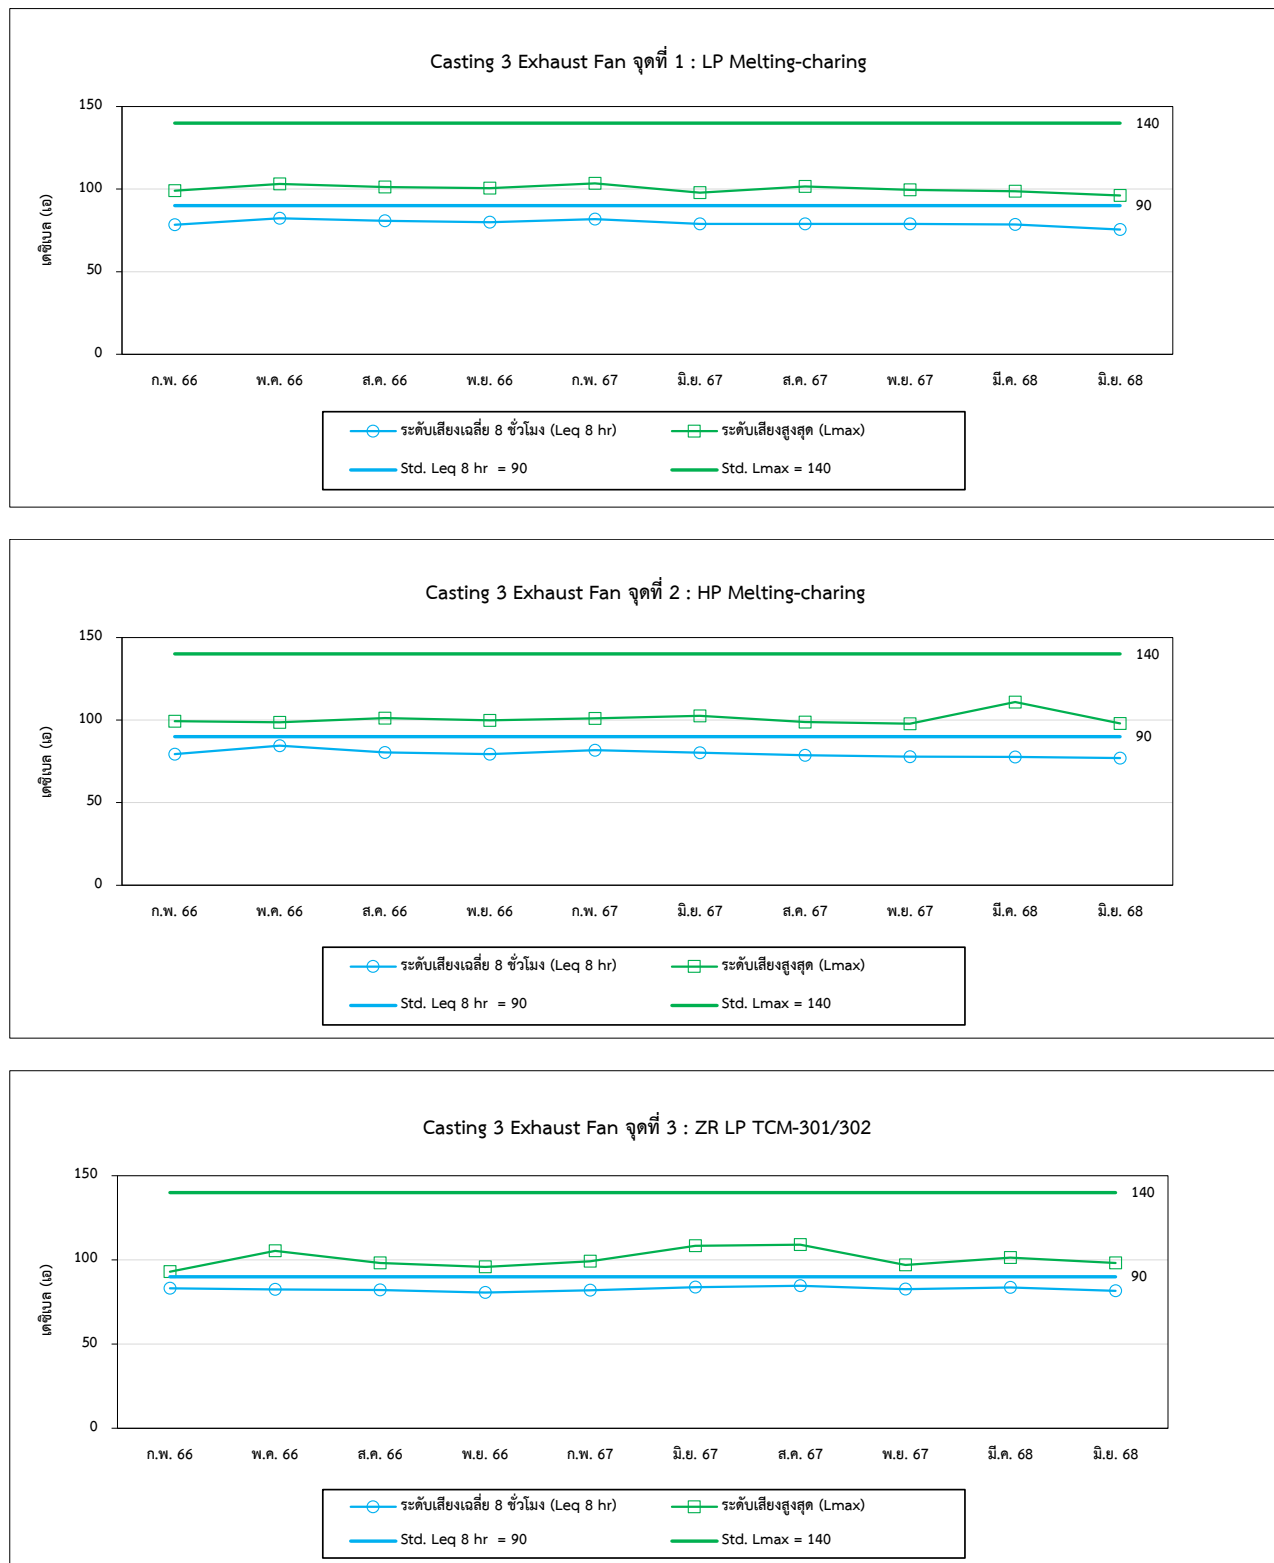 Casting 3 Exhaust Fan จุดที่ 1 : LP Melting-charing
เดซิเบล (เอ)
150
100
50
0
140
90
ก.พ. 66 พ.ค. 66 ส.ค. 66 พ.ย. 66 ก.พ. 67 มิ.ย. 67 ส.ค. 67 พ.ย. 67 มี.ค. 68 มิ.ย. 68
ระดับเสียงเฉลี่ย 8 ชั่วโมง (Leq 8 hr) ระดับเสียงสูงสุด (Lmax)
Std. Leq 8 hr = 90 Std. Lmax = 140
Casting 3 Exhaust Fan จุดที่ 2 : HP Melting-charing
เดซิเบล (เอ)
150
100
50
0
140
90
ก.พ. 66 พ.ค. 66 ส.ค. 66 พ.ย. 66 ก.พ. 67 มิ.ย. 67 ส.ค. 67 พ.ย. 67 มี.ค. 68 มิ.ย. 68
ระดับเสียงเฉลี่ย 8 ชั่วโมง (Leq 8 hr) ระดับเสียงสูงสุด (Lmax)
Std. Leq 8 hr = 90 Std. Lmax = 140
Casting 3 Exhaust Fan จุดที่ 3 : ZR LP TCM-301/302
เดซิเบล (เอ)
150
100
50
0
140
90
ก.พ. 66 พ.ค. 66 ส.ค. 66 พ.ย. 66 ก.พ. 67 มิ.ย. 67 ส.ค. 67 พ.ย. 67 มี.ค. 68 มิ.ย. 68
ระดับเสียงเฉลี่ย 8 ชั่วโมง (Leq 8 hr) ระดับเสียงสูงสุด (Lmax)
Std. Leq 8 hr = 90 Std. Lmax = 140